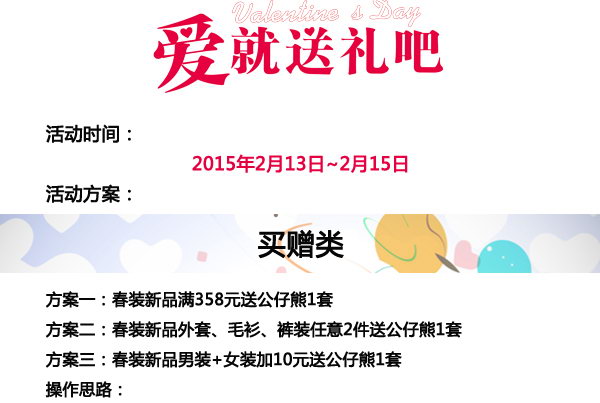 Valentine's Day
爱就送礼吧
活动时间：
2015年2月13日~2月15日
活动方案：
买赠类
方案一：春装新品满358元送公仔熊1套
方案二：春装新品外套、毛衫、裤装任意2件送公仔熊1套
方案三：春装新品男装+女装加10元送公仔熊1套
操作思路：